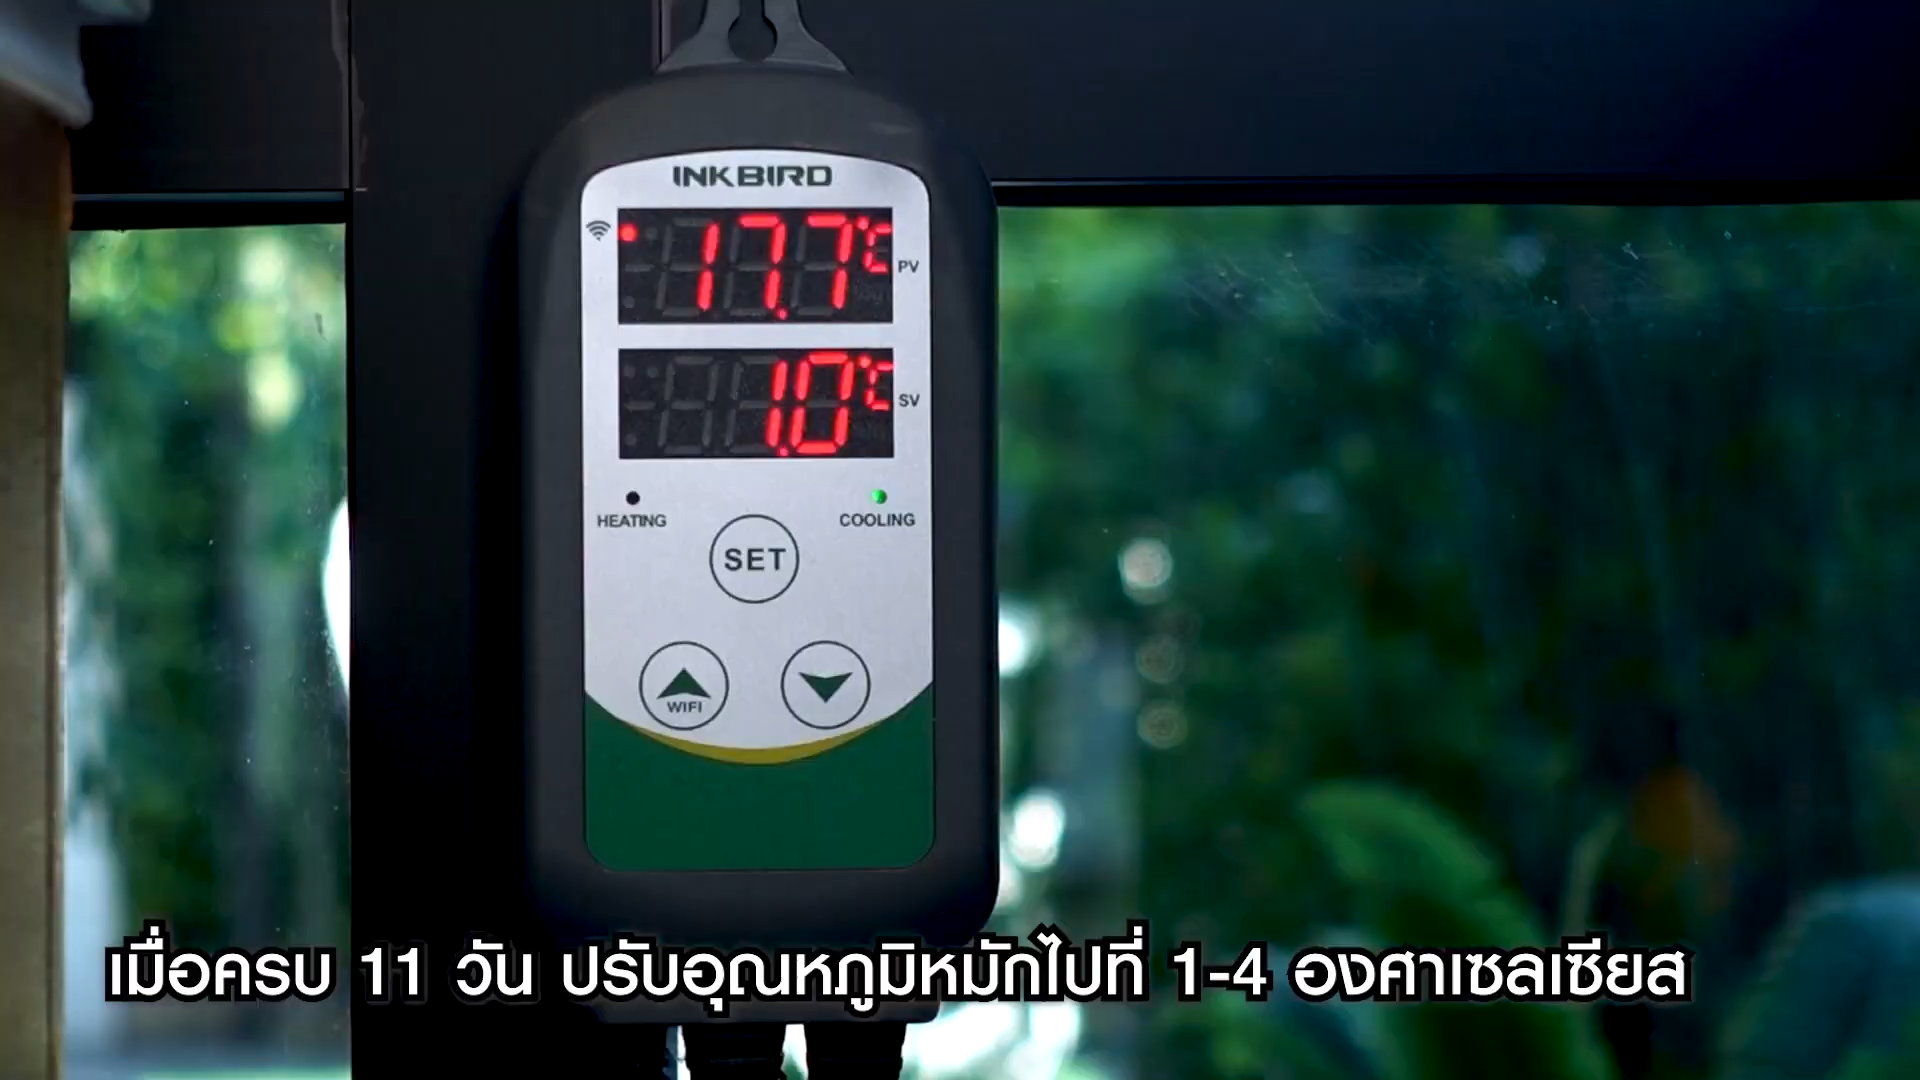 INKBIRD
17.7°C PV
1.0°C SV
HEATING COOLING
SET
WIFI
เมื่อครบ 11 วัน ปรับอุณหภูมิหมักไปที่ 1-4 องศาเซลเซียส